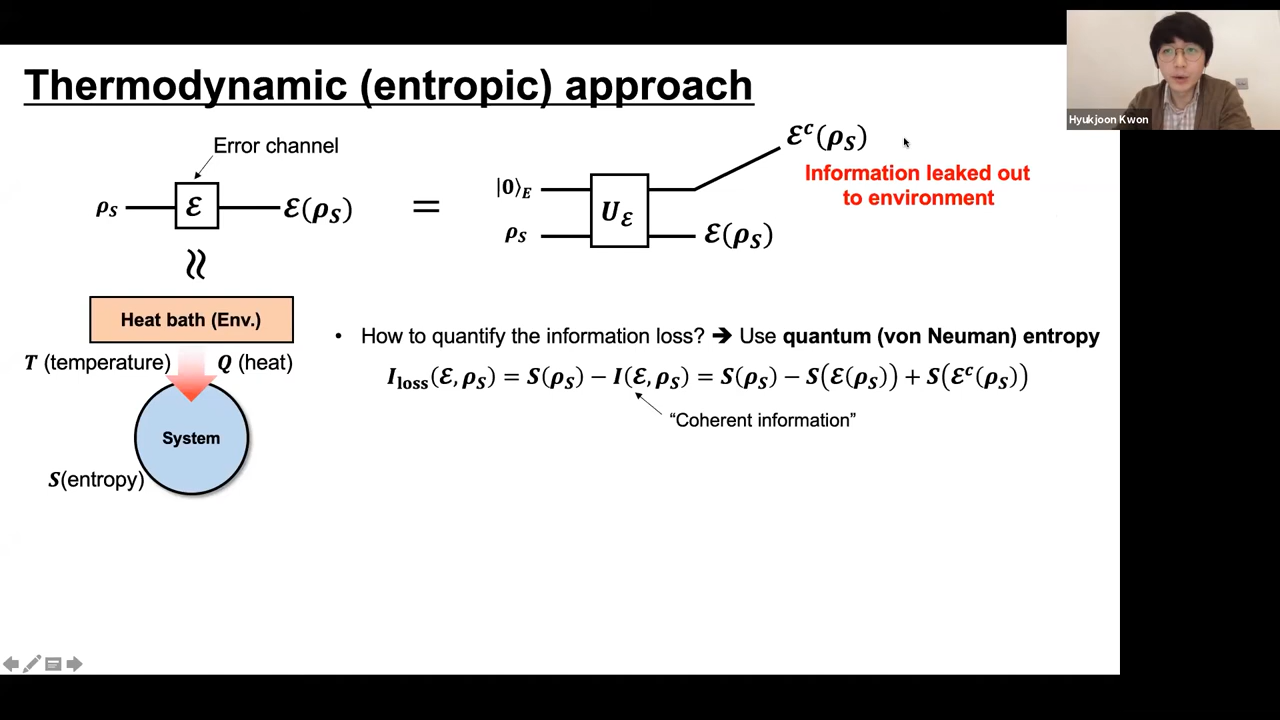 Thermodynamic (entropic) approach
Hyukjoon Kwon
Error channel
ρ_S
ℰ
ℰ(ρ_S)
=
|0⟩_E
ρ_S
U_ℰ
ℰ^c(ρ_S)
ℰ(ρ_S)
Information leaked out
to environment
≈
Heat bath (Env.)
T (temperature)
Q (heat)
System
S(entropy)
• How to quantify the information loss? ➔ Use quantum (von Neuman) entropy
I_loss(ℰ, ρ_S) = S(ρ_S) − I(ℰ, ρ_S) = S(ρ_S) − S(ℰ(ρ_S)) + S(ℰ^c(ρ_S))
“Coherent information”